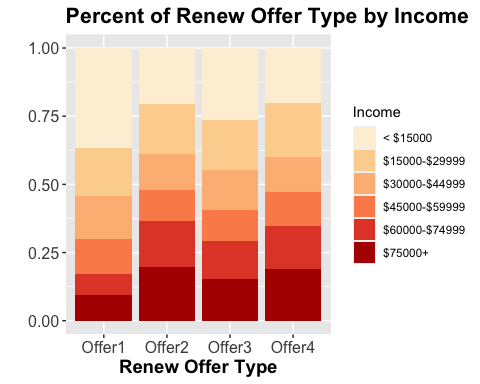 Percent of Renew Offer Type by Income
1.00
0.75
0.50
0.25
0.00
Offer1 Offer2 Offer3 Offer4
Renew Offer Type
Income
< $15000
$15000-$29999
$30000-$44999
$45000-$59999
$60000-$74999
$75000+